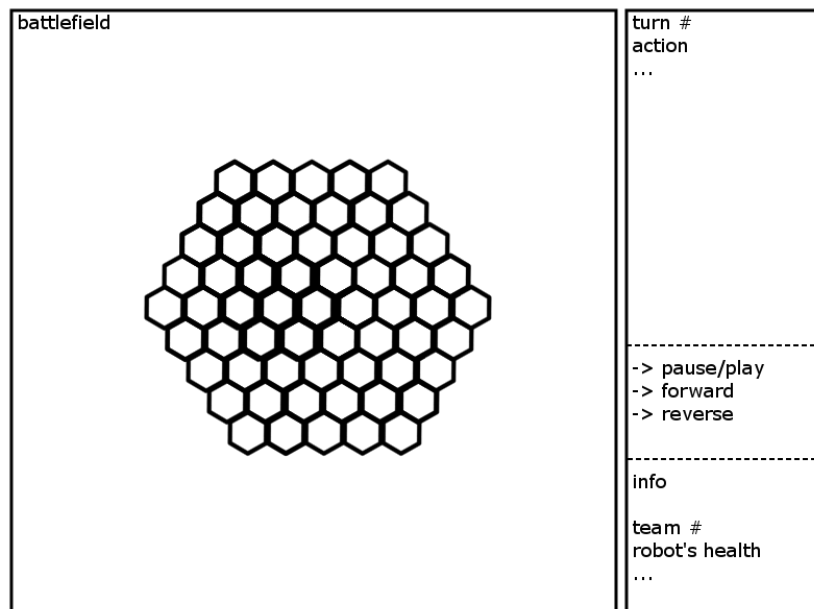 battlefield
turn #
action
...
-> pause/play
-> forward
-> reverse
info
team #
robot's health
...